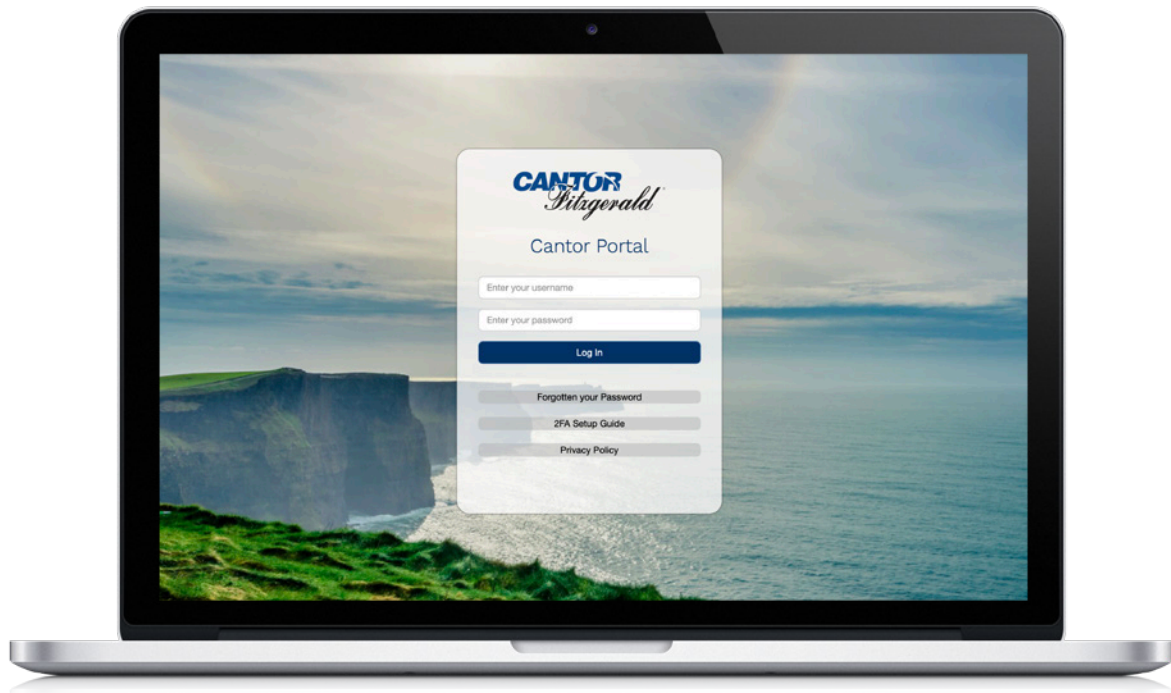 CANTOR
Fitzgerald
Cantor Portal
Enter your username
Enter your password
Log In
Forgotten your Password
2FA Setup Guide
Privacy Policy